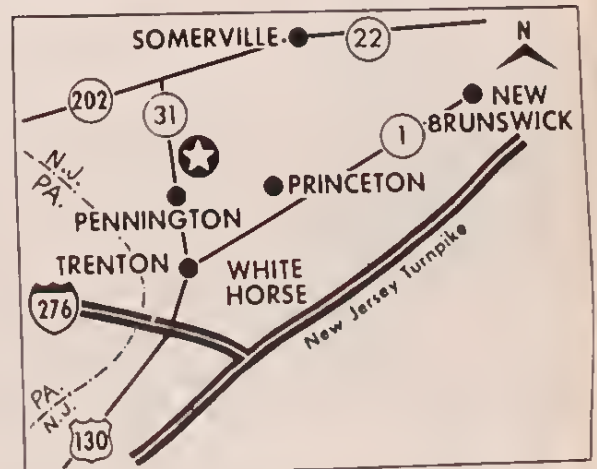 SOMERVILLE
22
N
202
31
NEW
BRUNSWICK
1
N.J.
PA.
PRINCETON
PENNINGTON
TRENTON
WHITE
HORSE
276
New Jersey Turnpike
PA.
N.J.
130